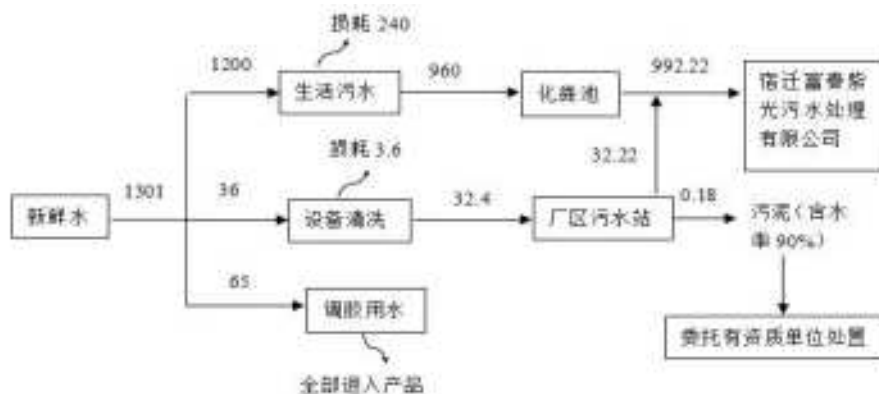 损耗 240
1200
生活污水
960
化粪池
992.22
宿迁富春紫
光污水处理
有限公司
损耗 3.6
32.22
新鲜水
1301
36
设备清洗
32.4
厂区污水站
0.18
污泥（含水
率 90%）
65
调胶用水
委托有资质单位处置
全部进入产品